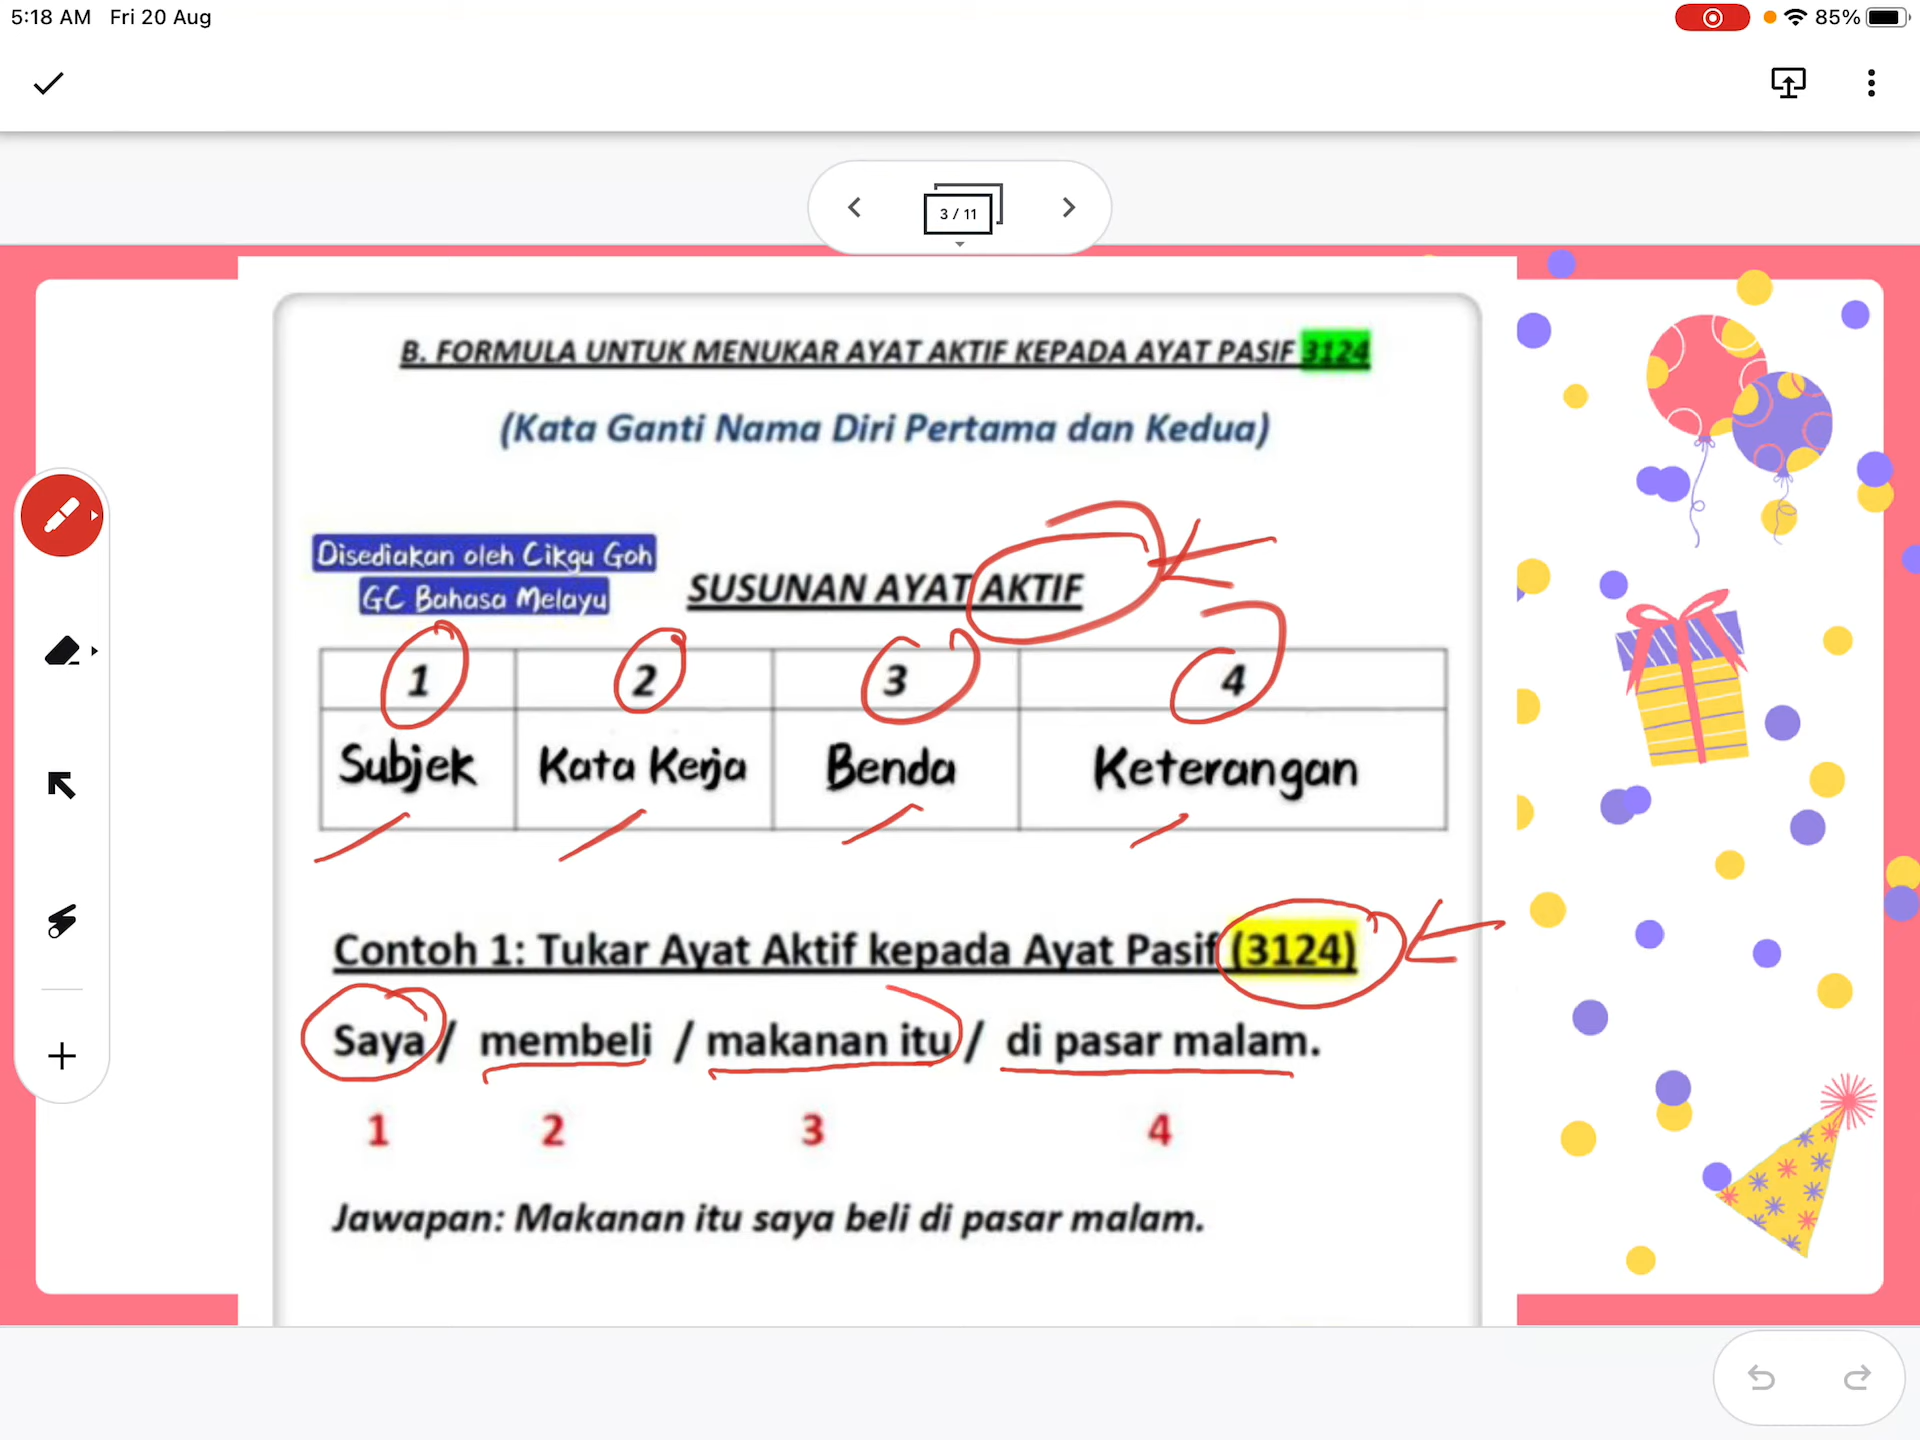 5:18 AM Fri 20 Aug
85%
3 / 11
B. FORMULA UNTUK MENUKAR AYAT AKTIF KEPADA AYAT PASIF 3124
(Kata Ganti Nama Diri Pertama dan Kedua)
Disediakan oleh Cikgu Goh
GC Bahasa Melayu
SUSUNAN AYAT AKTIF
1 2 3 4
Subjek Kata Kerja Benda Keterangan
Contoh 1: Tukar Ayat Aktif kepada Ayat Pasif (3124)
Saya / membeli / makanan itu / di pasar malam.
1 2 3 4
Jawapan: Makanan itu saya beli di pasar malam.